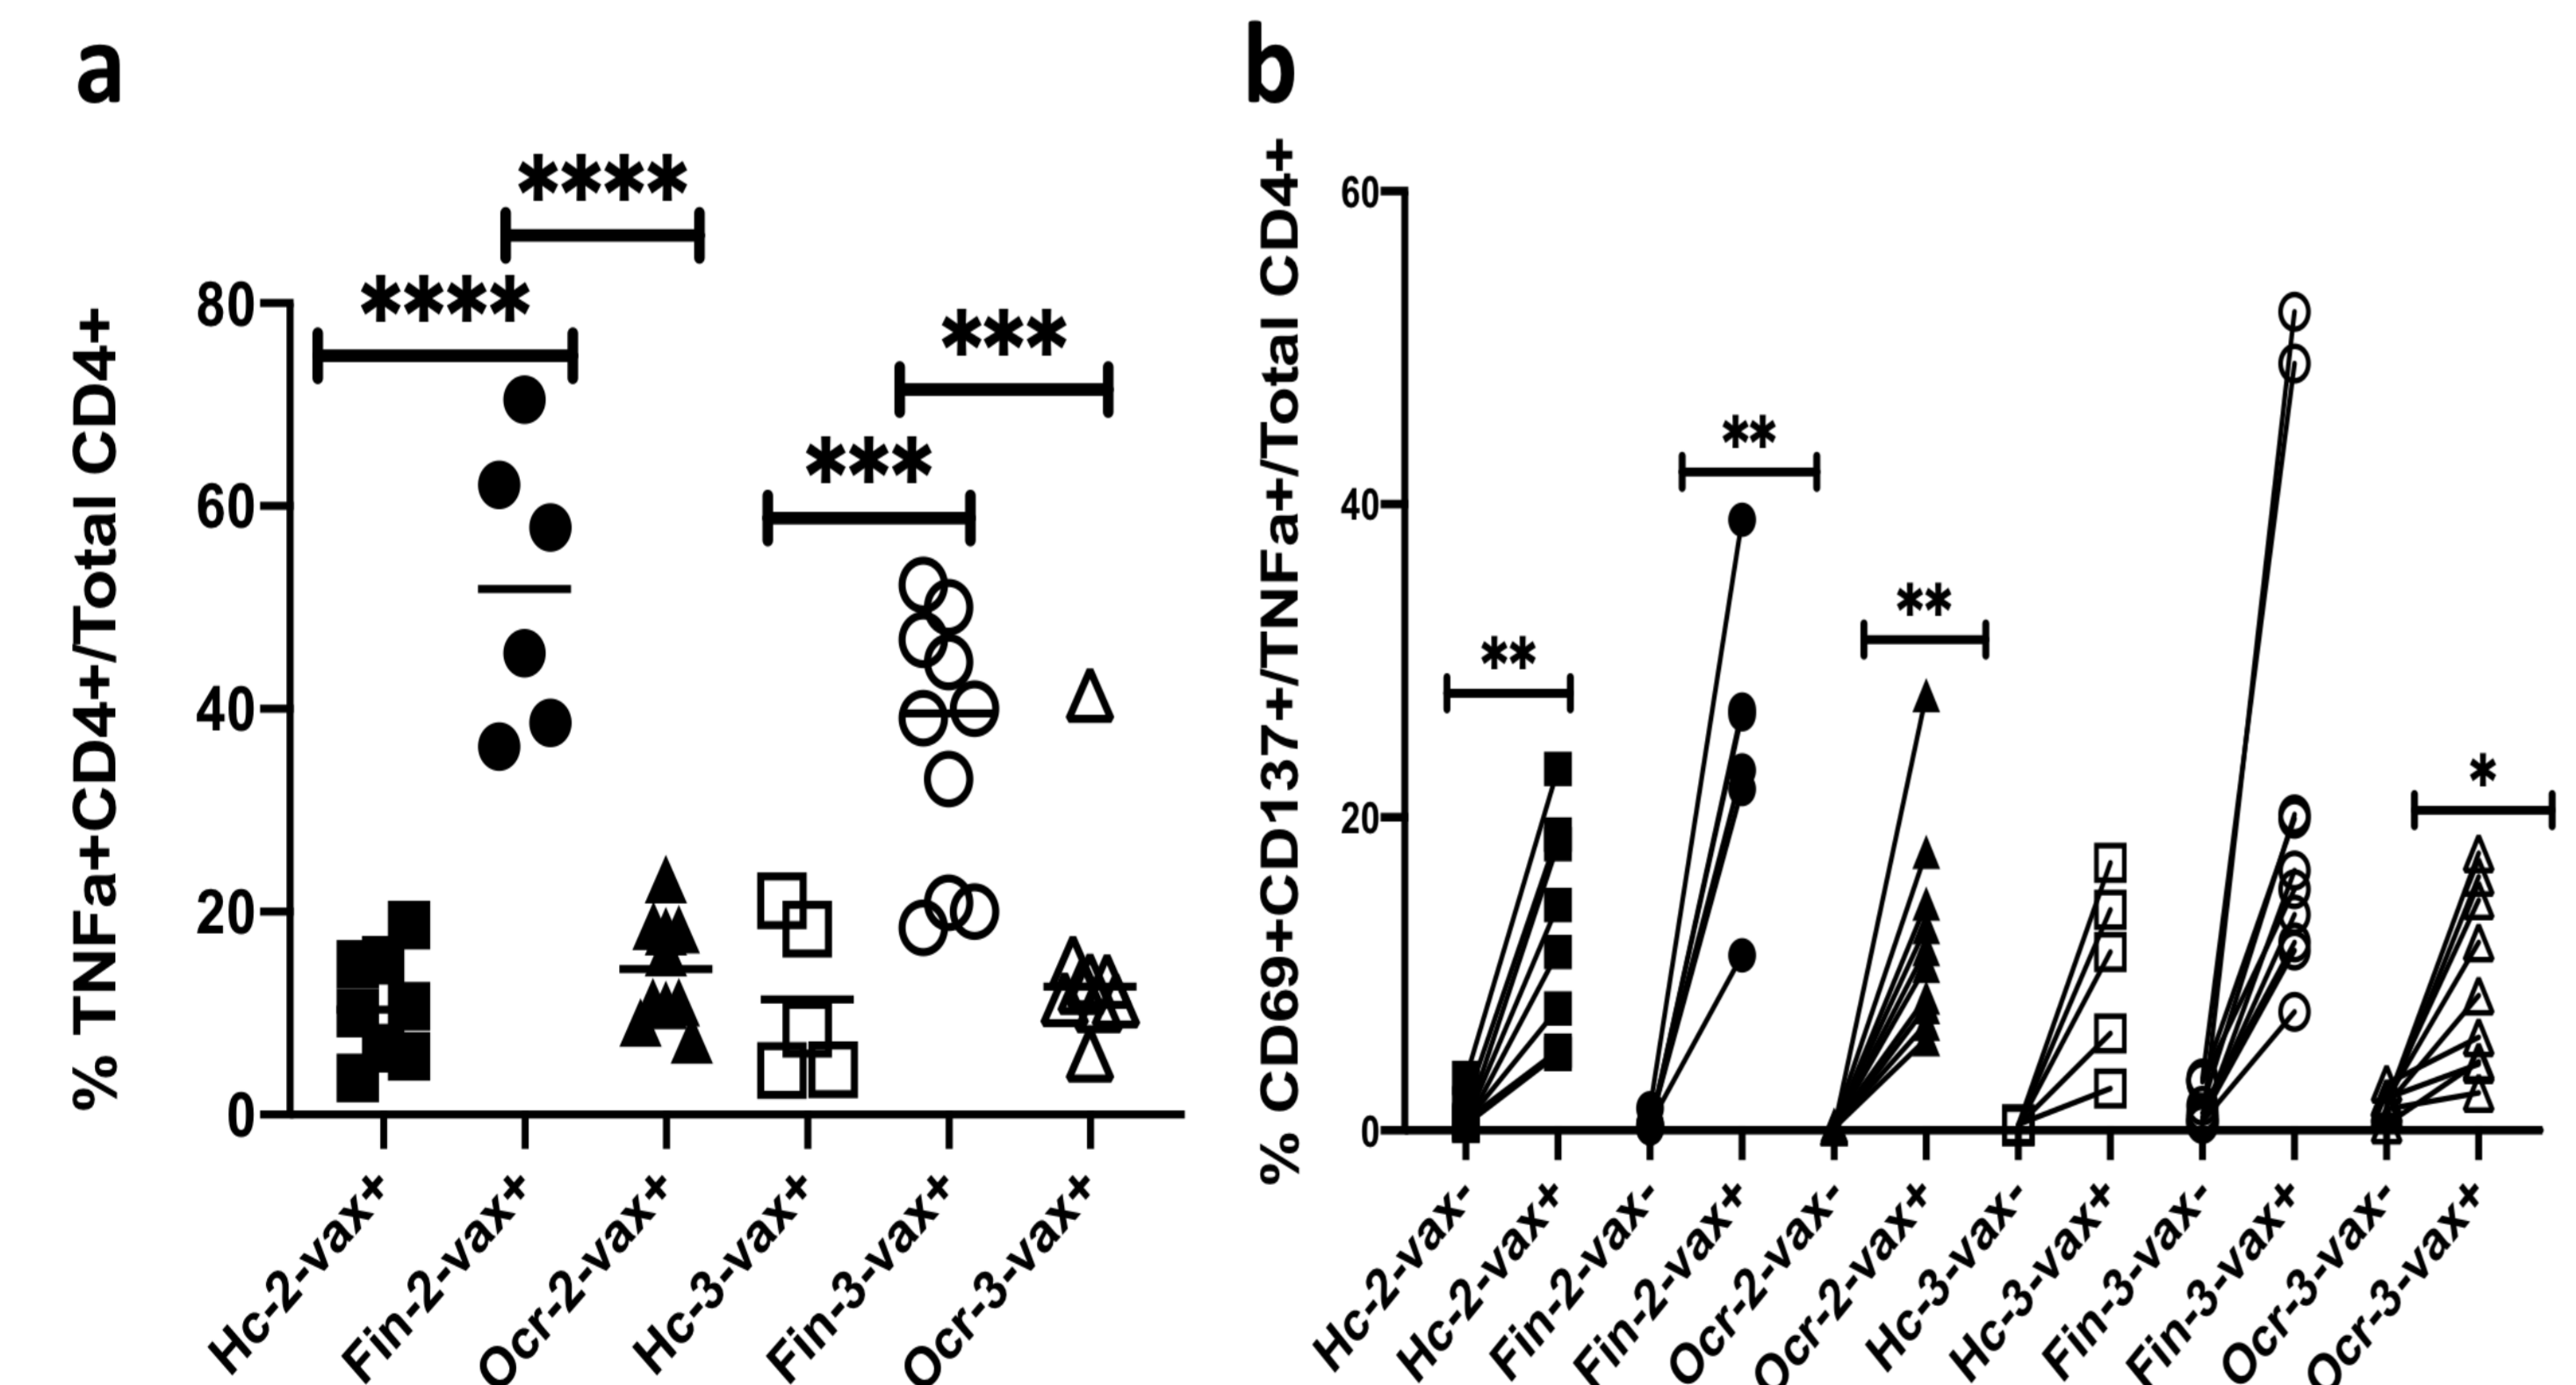 a
% TNFa+CD4+/Total CD4+
80
60
40
20
0
****
****
***
***
Hc-2-vax+
Fin-2-vax+
Ocr-2-vax+
Hc-3-vax+
Fin-3-vax+
Ocr-3-vax+
b
% CD69+CD137+/TNFa+/Total CD4+
60
40
20
0
**
**
**
*
Hc-2-vax-
Hc-2-vax+
Fin-2-vax-
Fin-2-vax+
Ocr-2-vax-
Ocr-2-vax+
Hc-3-vax-
Hc-3-vax+
Fin-3-vax-
Fin-3-vax+
Ocr-3-vax-
Ocr-3-vax+